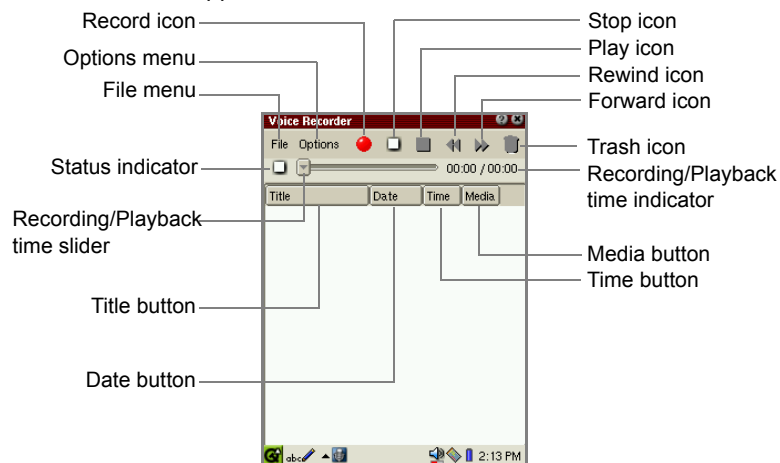 Record icon
Options menu
File menu
Status indicator
Recording/Playback
time slider
Title button
Date button
Stop icon
Play icon
Rewind icon
Forward icon
Trash icon
Recording/Playback
time indicator
Media button
Time button
Voice Recorder
File Options
00:00 / 00:00
Title Date Time Media
abc 2:13 PM